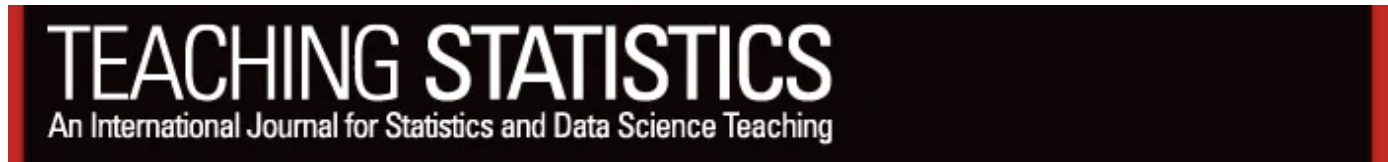 TEACHING STATISTICS
An International Journal for Statistics and Data Science Teaching